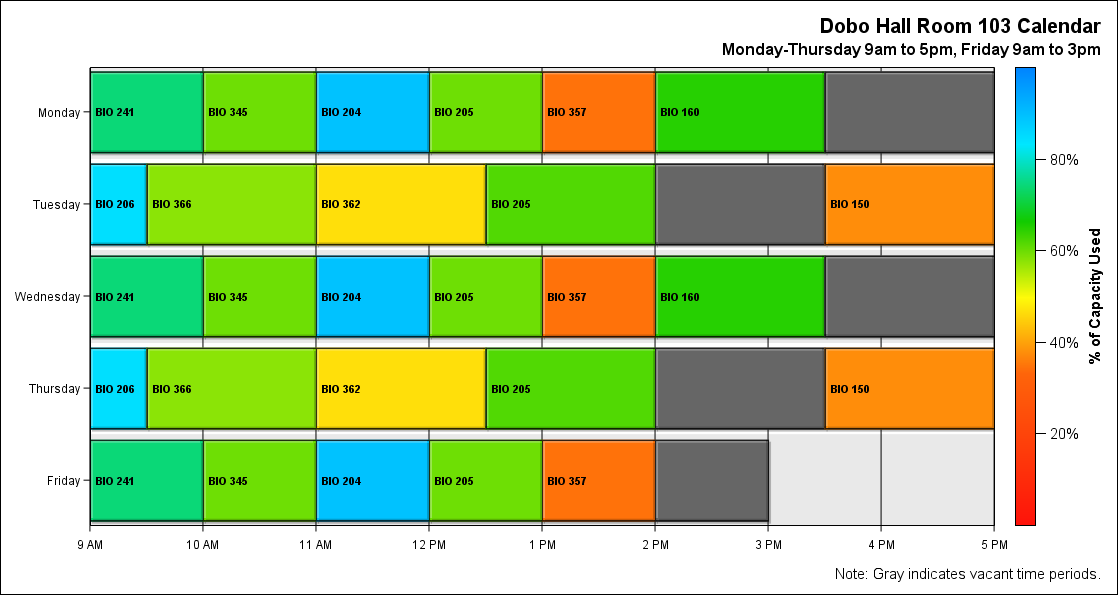 Dobo Hall Room 103 Calendar
Monday-Thursday 9am to 5pm, Friday 9am to 3pm
Monday BIO 241 BIO 345 BIO 204 BIO 205 BIO 357 BIO 160
Tuesday BIO 206 BIO 366 BIO 362 BIO 205 BIO 150
Wednesday BIO 241 BIO 345 BIO 204 BIO 205 BIO 357 BIO 160
Thursday BIO 206 BIO 366 BIO 362 BIO 205 BIO 150
Friday BIO 241 BIO 345 BIO 204 BIO 205 BIO 357
9 AM 10 AM 11 AM 12 PM 1 PM 2 PM 3 PM 4 PM 5 PM
80%
60%
40%
20%
% of Capacity Used
Note: Gray indicates vacant time periods.